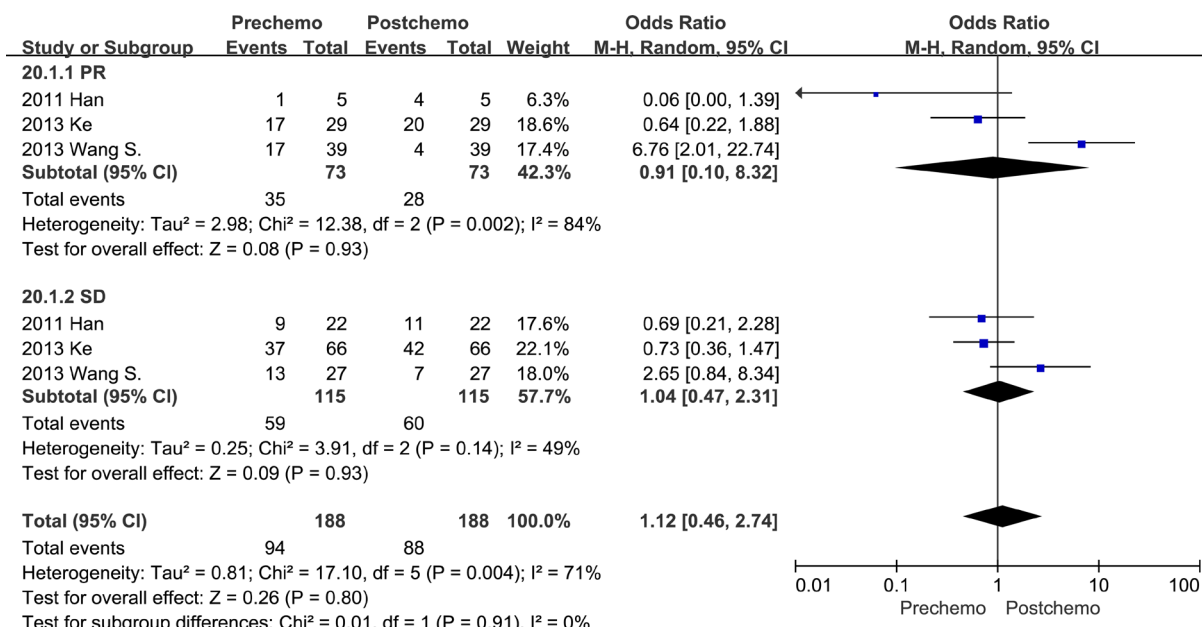 Prechemo Postchemo Odds Ratio Odds Ratio
Study or Subgroup Events Total Events Total Weight M-H, Random, 95% CI M-H, Random, 95% CI
20.1.1 PR
2011 Han 1 5 4 5 6.3% 0.06 [0.00, 1.39]
2013 Ke 17 29 20 29 18.6% 0.64 [0.22, 1.88]
2013 Wang S. 17 39 4 39 17.4% 6.76 [2.01, 22.74]
Subtotal (95% CI) 73 73 42.3% 0.91 [0.10, 8.32]
Total events 35 28
Heterogeneity: Tau² = 2.98; Chi² = 12.38, df = 2 (P = 0.002); I² = 84%
Test for overall effect: Z = 0.08 (P = 0.93)
20.1.2 SD
2011 Han 9 22 11 22 17.6% 0.69 [0.21, 2.28]
2013 Ke 37 66 42 66 22.1% 0.73 [0.36, 1.47]
2013 Wang S. 13 27 7 27 18.0% 2.65 [0.84, 8.34]
Subtotal (95% CI) 115 115 57.7% 1.04 [0.47, 2.31]
Total events 59 60
Heterogeneity: Tau² = 0.25; Chi² = 3.91, df = 2 (P = 0.14); I² = 49%
Test for overall effect: Z = 0.09 (P = 0.93)
Total (95% CI) 188 188 100.0% 1.12 [0.46, 2.74]
Total events 94 88
Heterogeneity: Tau² = 0.81; Chi² = 17.10, df = 5 (P = 0.004); I² = 71%
Test for overall effect: Z = 0.26 (P = 0.80)
Test for subgroup differences: Chi² = 0.01, df = 1 (P = 0.91), I² = 0%
0.01 0.1 1 10 100
Prechemo Postchemo